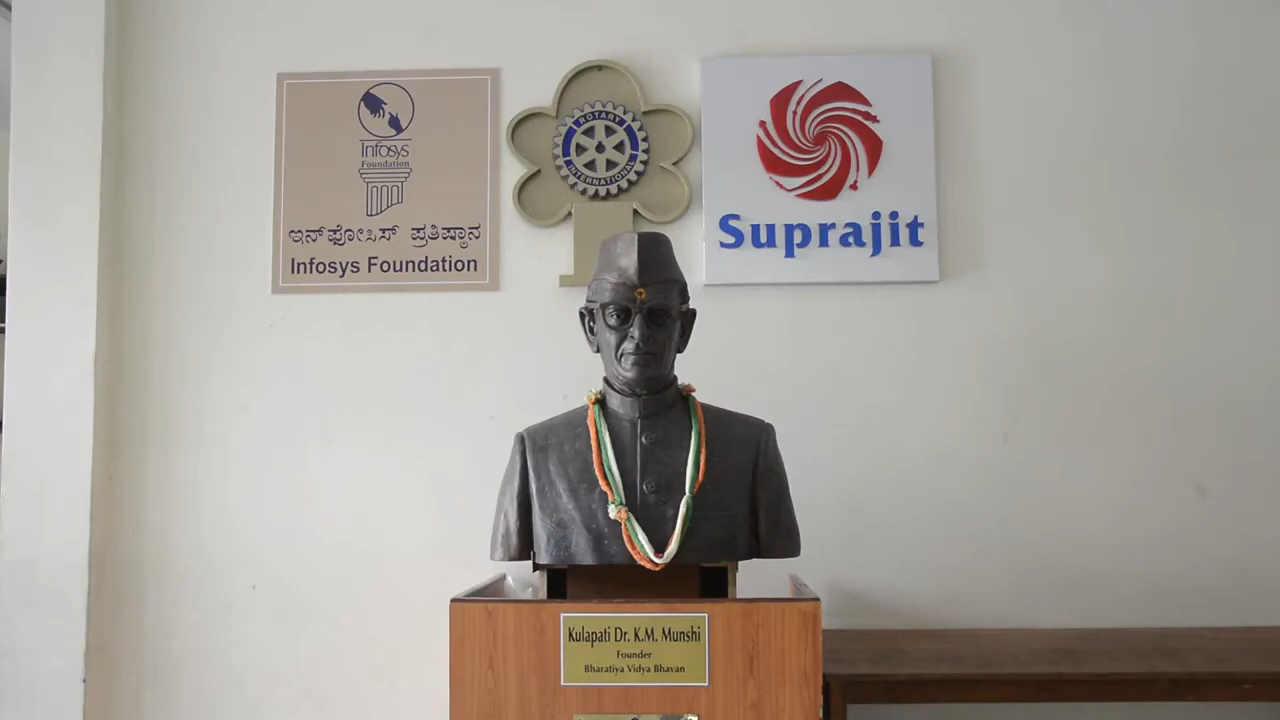 Infosys
Foundation
ಇನ್‌ಫೋಸಿಸ್ ಪ್ರತಿಷ್ಠಾನ
Infosys Foundation
ROTARY
INTERNATIONAL
Suprajit
Kulapati Dr. K.M. Munshi
Founder
Bharatiya Vidya Bhavan